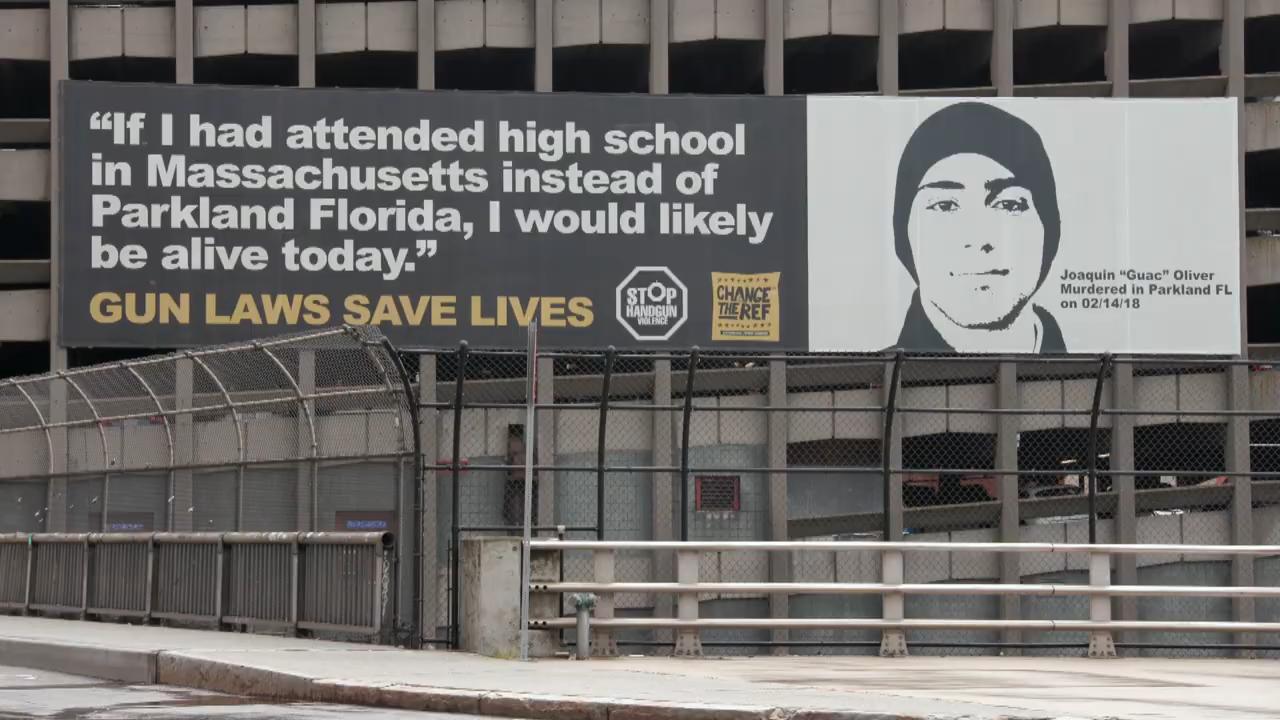 “If I had attended high school
in Massachusetts instead of
Parkland Florida, I would likely
be alive today.”
GUN LAWS SAVE LIVES
STOP
HANDGUN
VIOLENCE
CHANGE
THE REF
Joaquin “Guac” Oliver
Murdered in Parkland FL
on 02/14/18